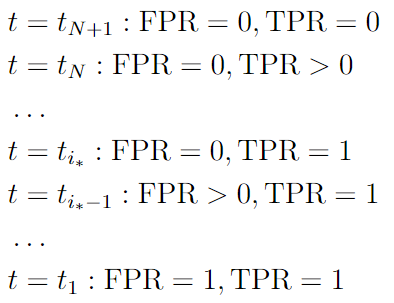 t = t_{N+1} : FPR = 0, TPR = 0
t = t_N : FPR = 0, TPR > 0
...
t = t_{i_*} : FPR = 0, TPR = 1
t = t_{i_*-1} : FPR > 0, TPR = 1
...
t = t_1 : FPR = 1, TPR = 1